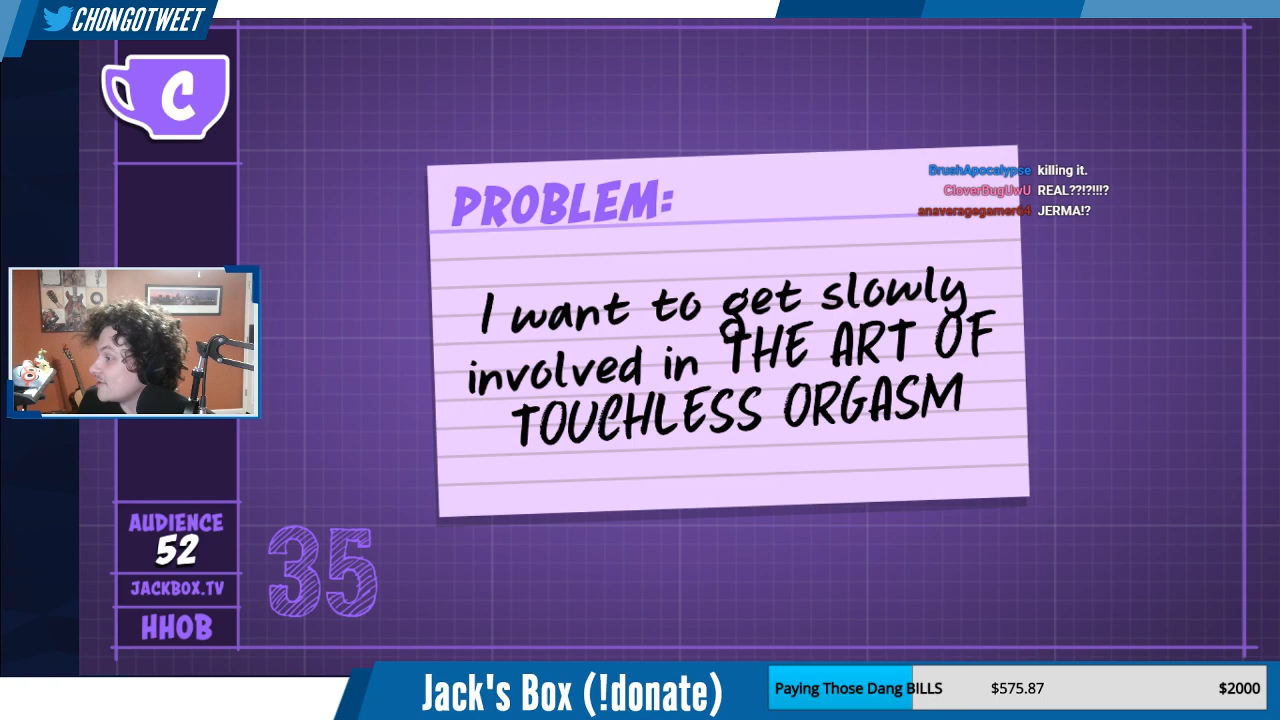 CHONGOTWEET
C
PROBLEM:
BrushApocalypse killing it.
CloverBugUwU REAL??!?!!!?
anaveragegamer64 JERMA!?
I want to get slowly
involved in THE ART OF
TOUCHLESS ORGASM
AUDIENCE
52
JACKBOX.TV
HHOB
35
Jack's Box (!donate)
Paying Those Dang BILLS $575.87 $2000